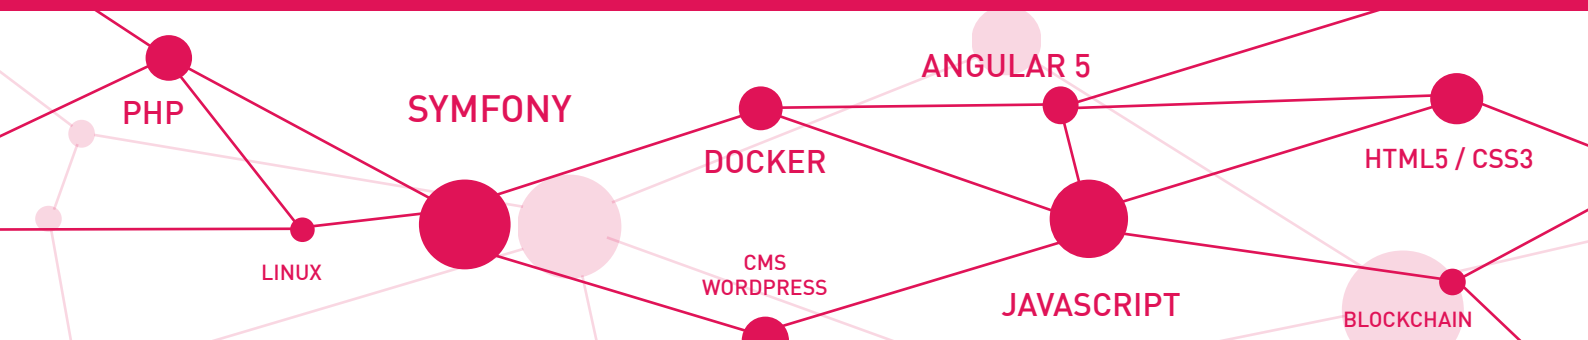 PHP
SYMFONY
LINUX
DOCKER
CMS
WORDPRESS
ANGULAR 5
JAVASCRIPT
HTML5 / CSS3
BLOCKCHAIN